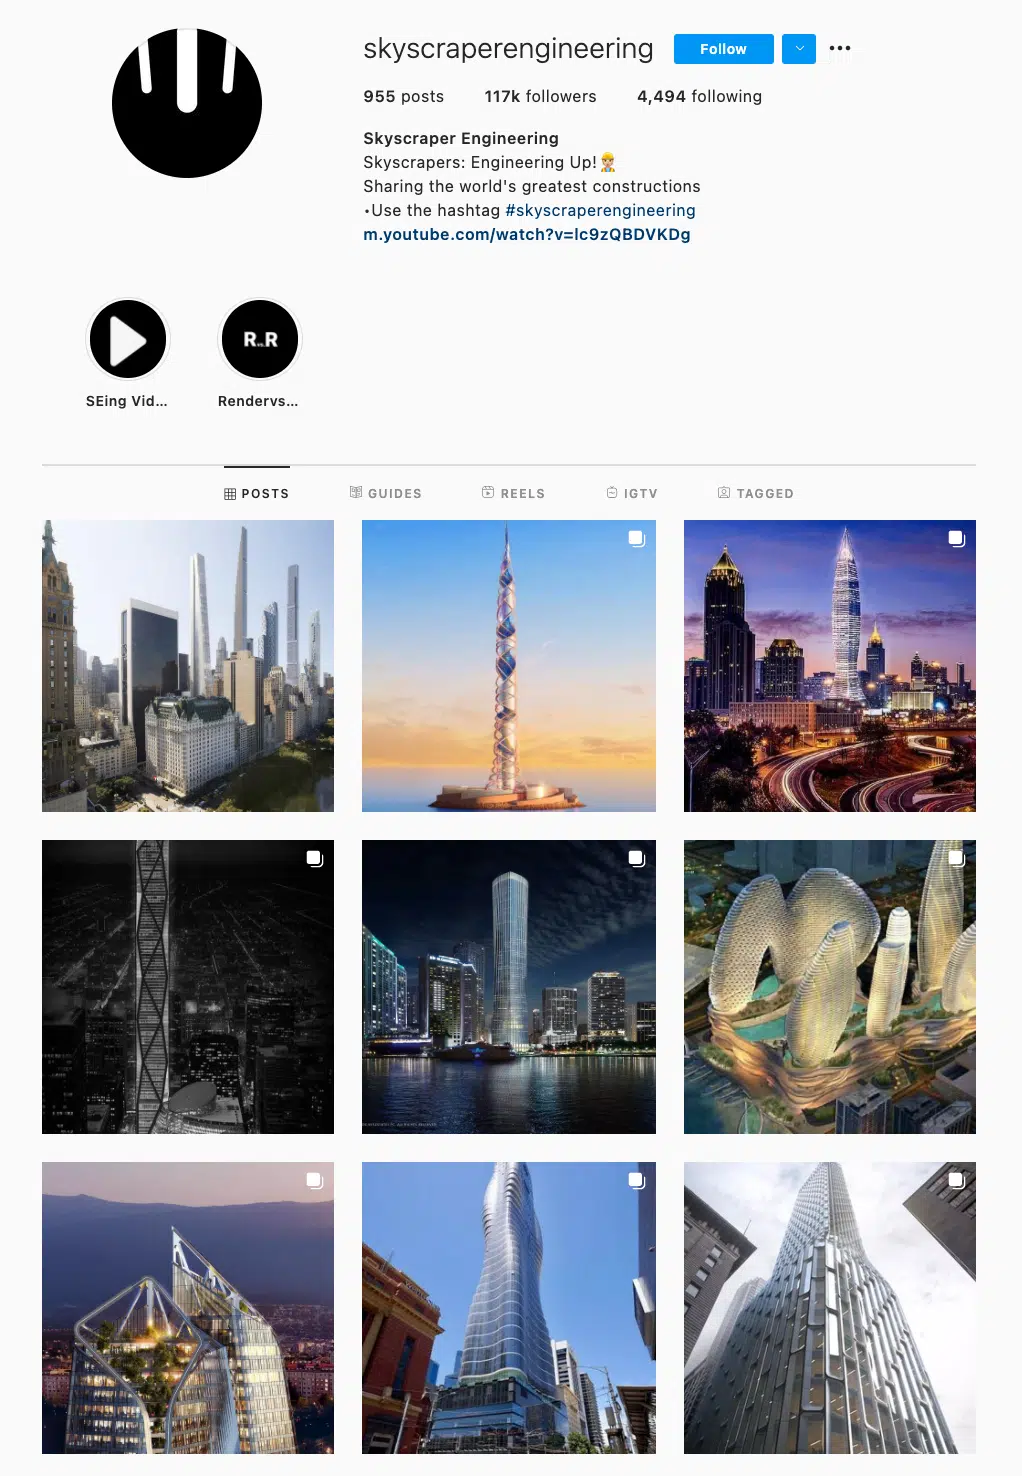 skyscraperengineering Follow
955 posts 117k followers 4,494 following
Skyscraper Engineering
Skyscrapers: Engineering Up!👷
Sharing the world's greatest constructions
•Use the hashtag #skyscraperengineering
m.youtube.com/watch?v=lc9zQBDVKDg
R vs. R
SEing Vid... Rendervs...
POSTS GUIDES REELS IGTV TAGGED